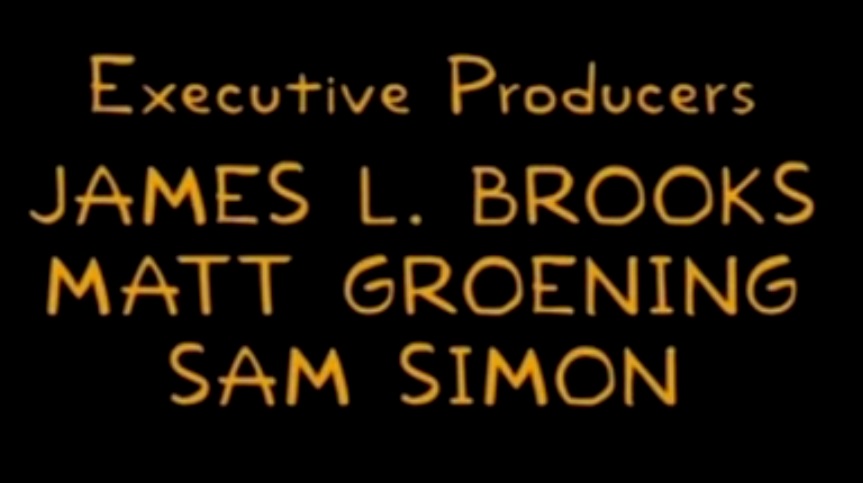 Executive Producers
JAMES L. BROOKS
MATT GROENING
SAM SIMON